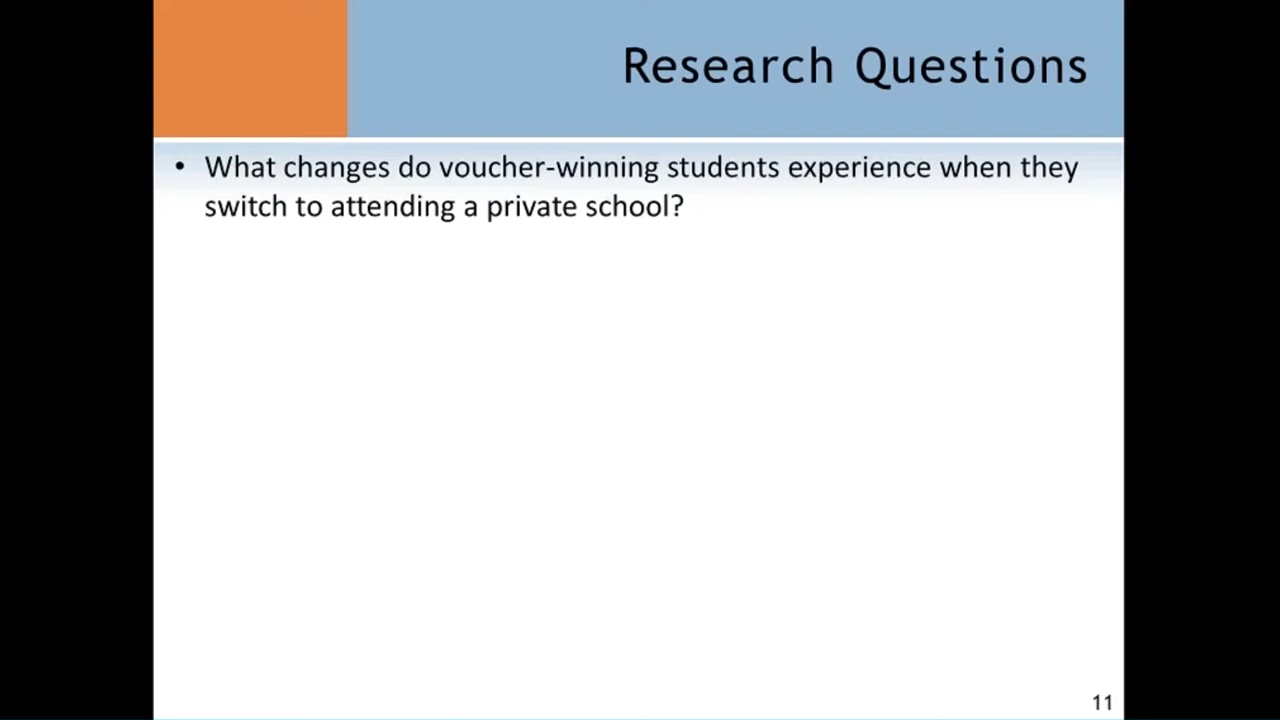 Research Questions
• What changes do voucher-winning students experience when they
switch to attending a private school?
11